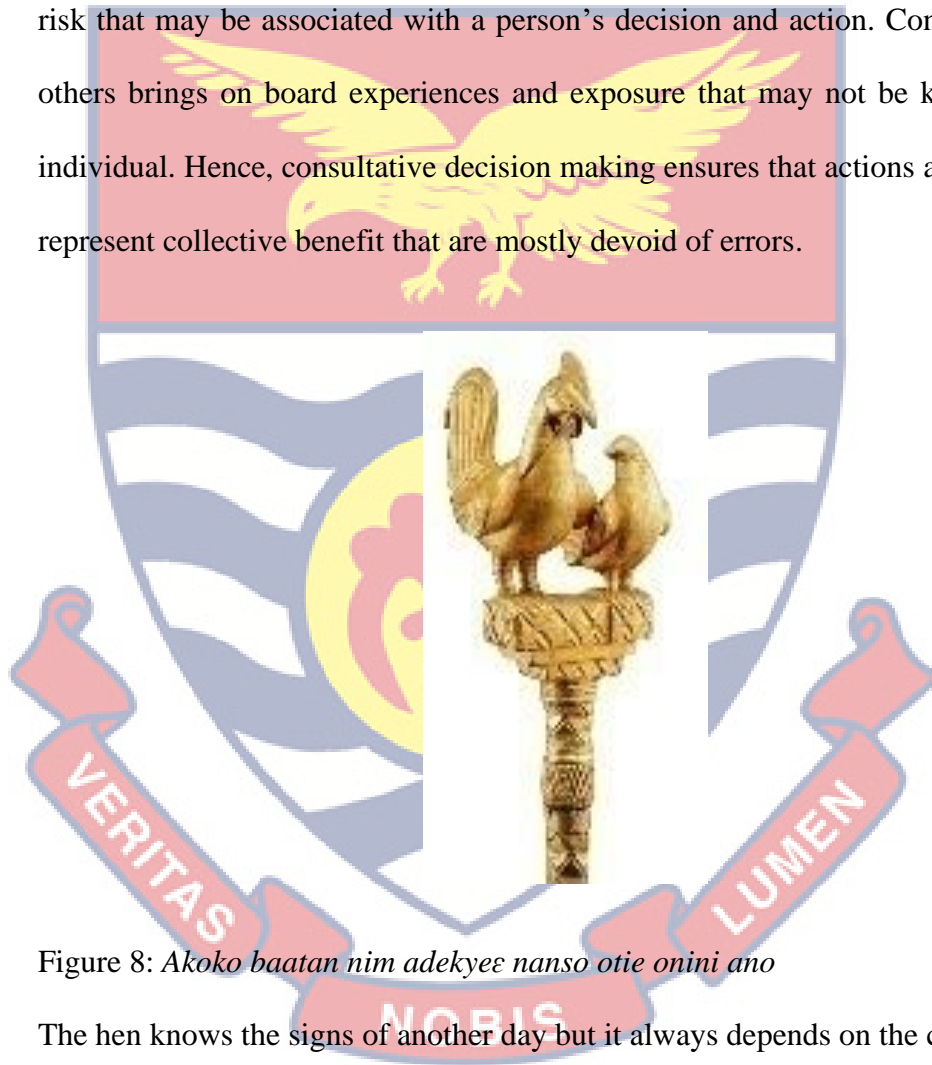 risk that may be associated with a person’s decision and action. Con
others brings on board experiences and exposure that may not be k
individual. Hence, consultative decision making ensures that actions a
represent collective benefit that are mostly devoid of errors.
VERITAS
NOBIS
LUMEN
Figure 8: Akoko baatan nim adekyeɛ nanso otie onini ano
The hen knows the signs of another day but it always depends on the c